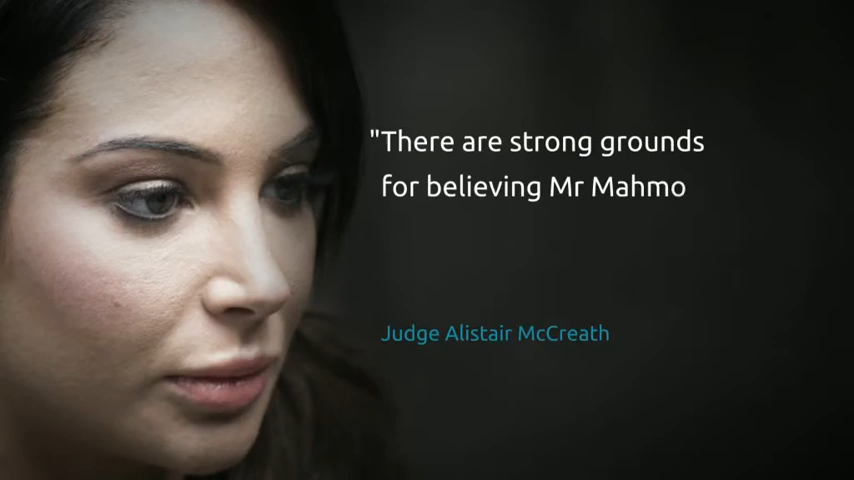 "There are strong grounds
for believing Mr Mahmo
Judge Alistair McCreath